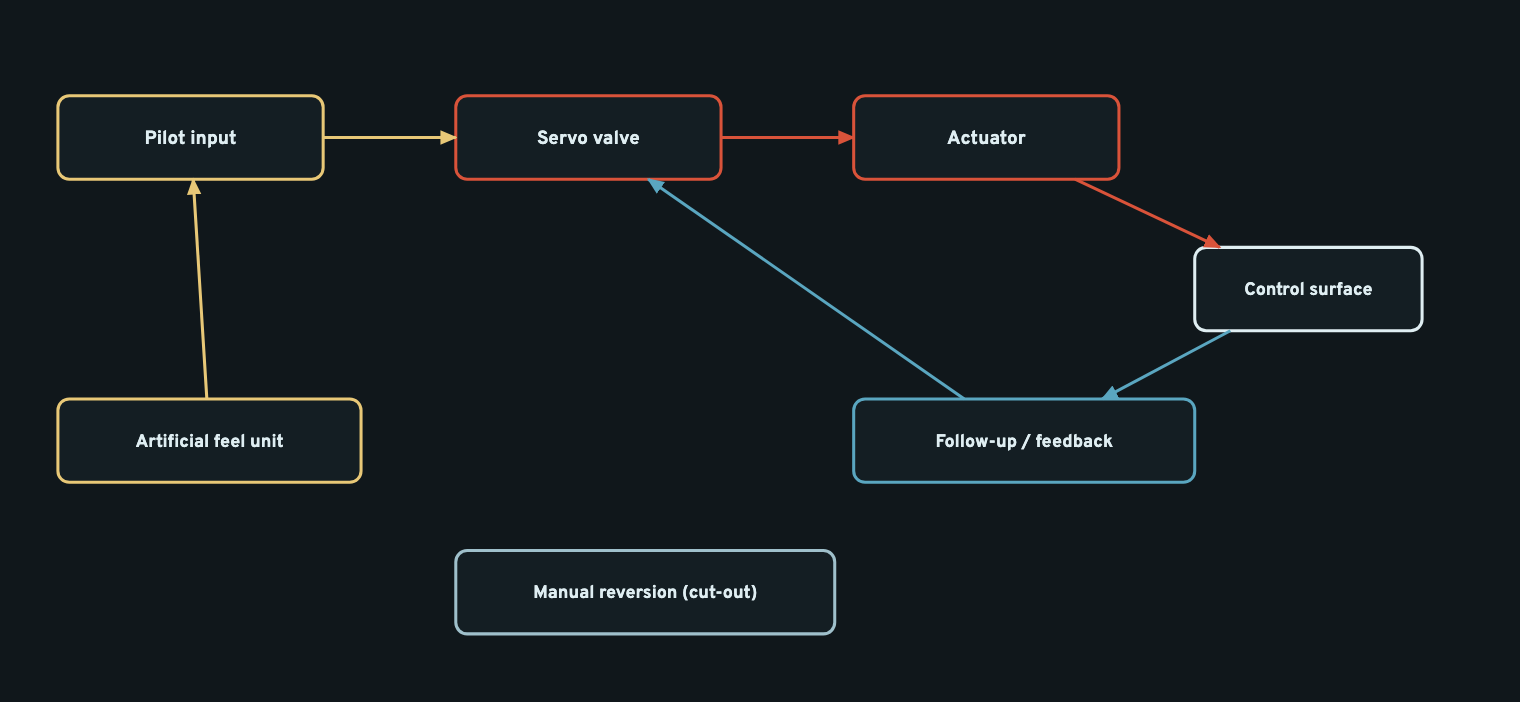 Pilot input
Servo valve
Actuator
Control surface
Artificial feel unit
Follow-up / feedback
Manual reversion (cut-out)